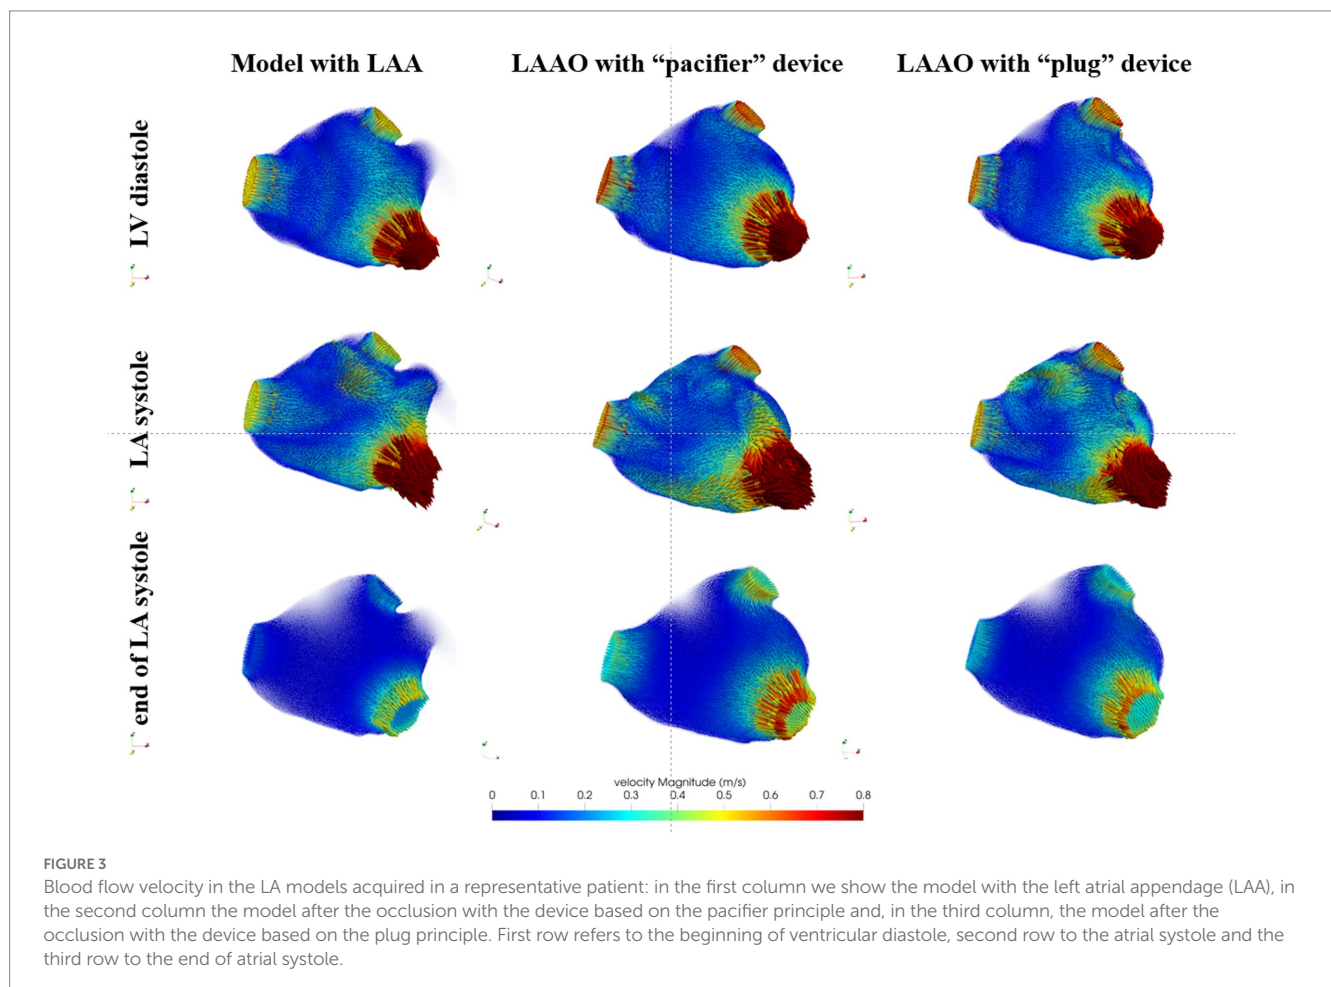 Model with LAA LAAO with “pacifier” device LAAO with “plug” device
LV diastole
LA systole
end of LA systole
velocity Magnitude (m/s)
0 0.1 0.2 0.3 0.4 0.5 0.6 0.7 0.8
FIGURE 3
Blood flow velocity in the LA models acquired in a representative patient: in the first column we show the model with the left atrial appendage (LAA), in
the second column the model after the occlusion with the device based on the pacifier principle and, in the third column, the model after the
occlusion with the device based on the plug principle. First row refers to the beginning of ventricular diastole, second row to the atrial systole and the
third row to the end of atrial systole.